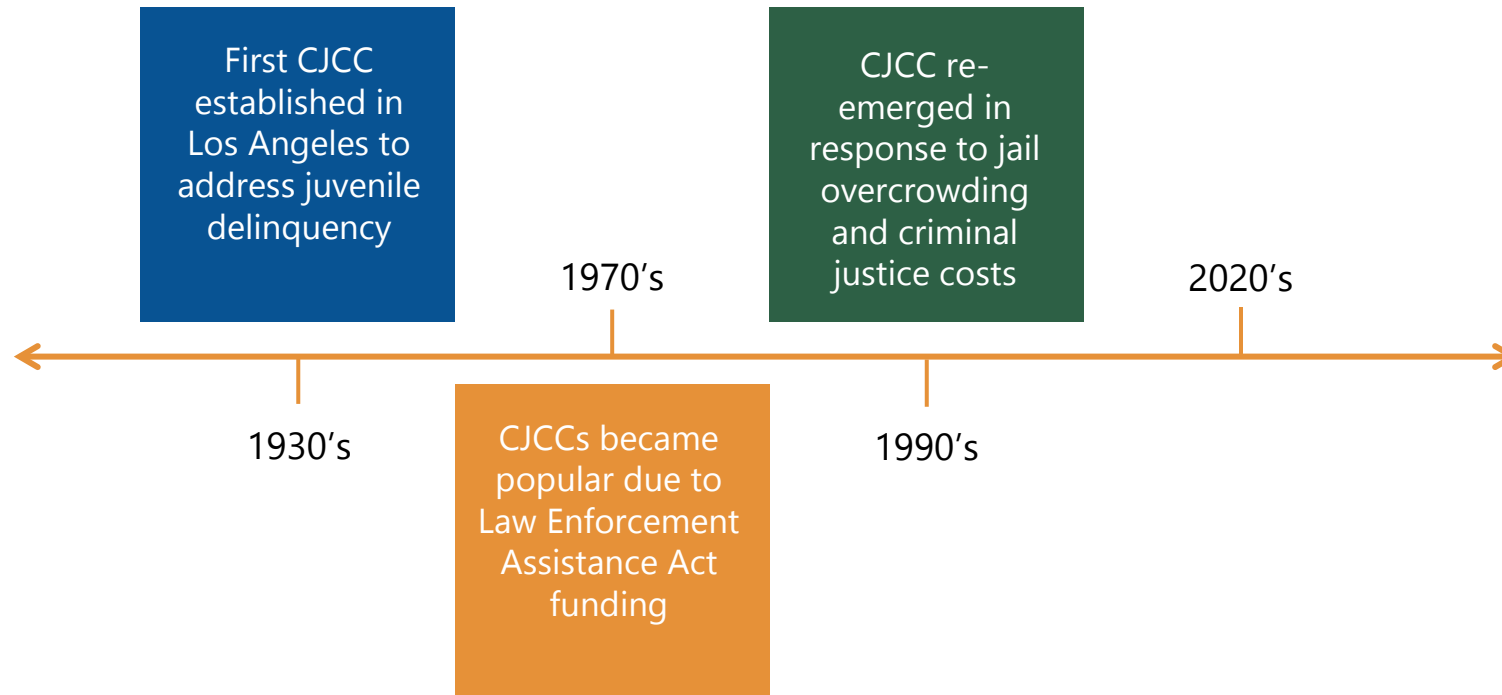 First CJCC
established in
Los Angeles to
address juvenile
delinquency
1930’s
1970’s
CJCCs became
popular due to
Law Enforcement
Assistance Act
funding
CJCC re-
emerged in
response to jail
overcrowding
and criminal
justice costs
1990’s
2020’s